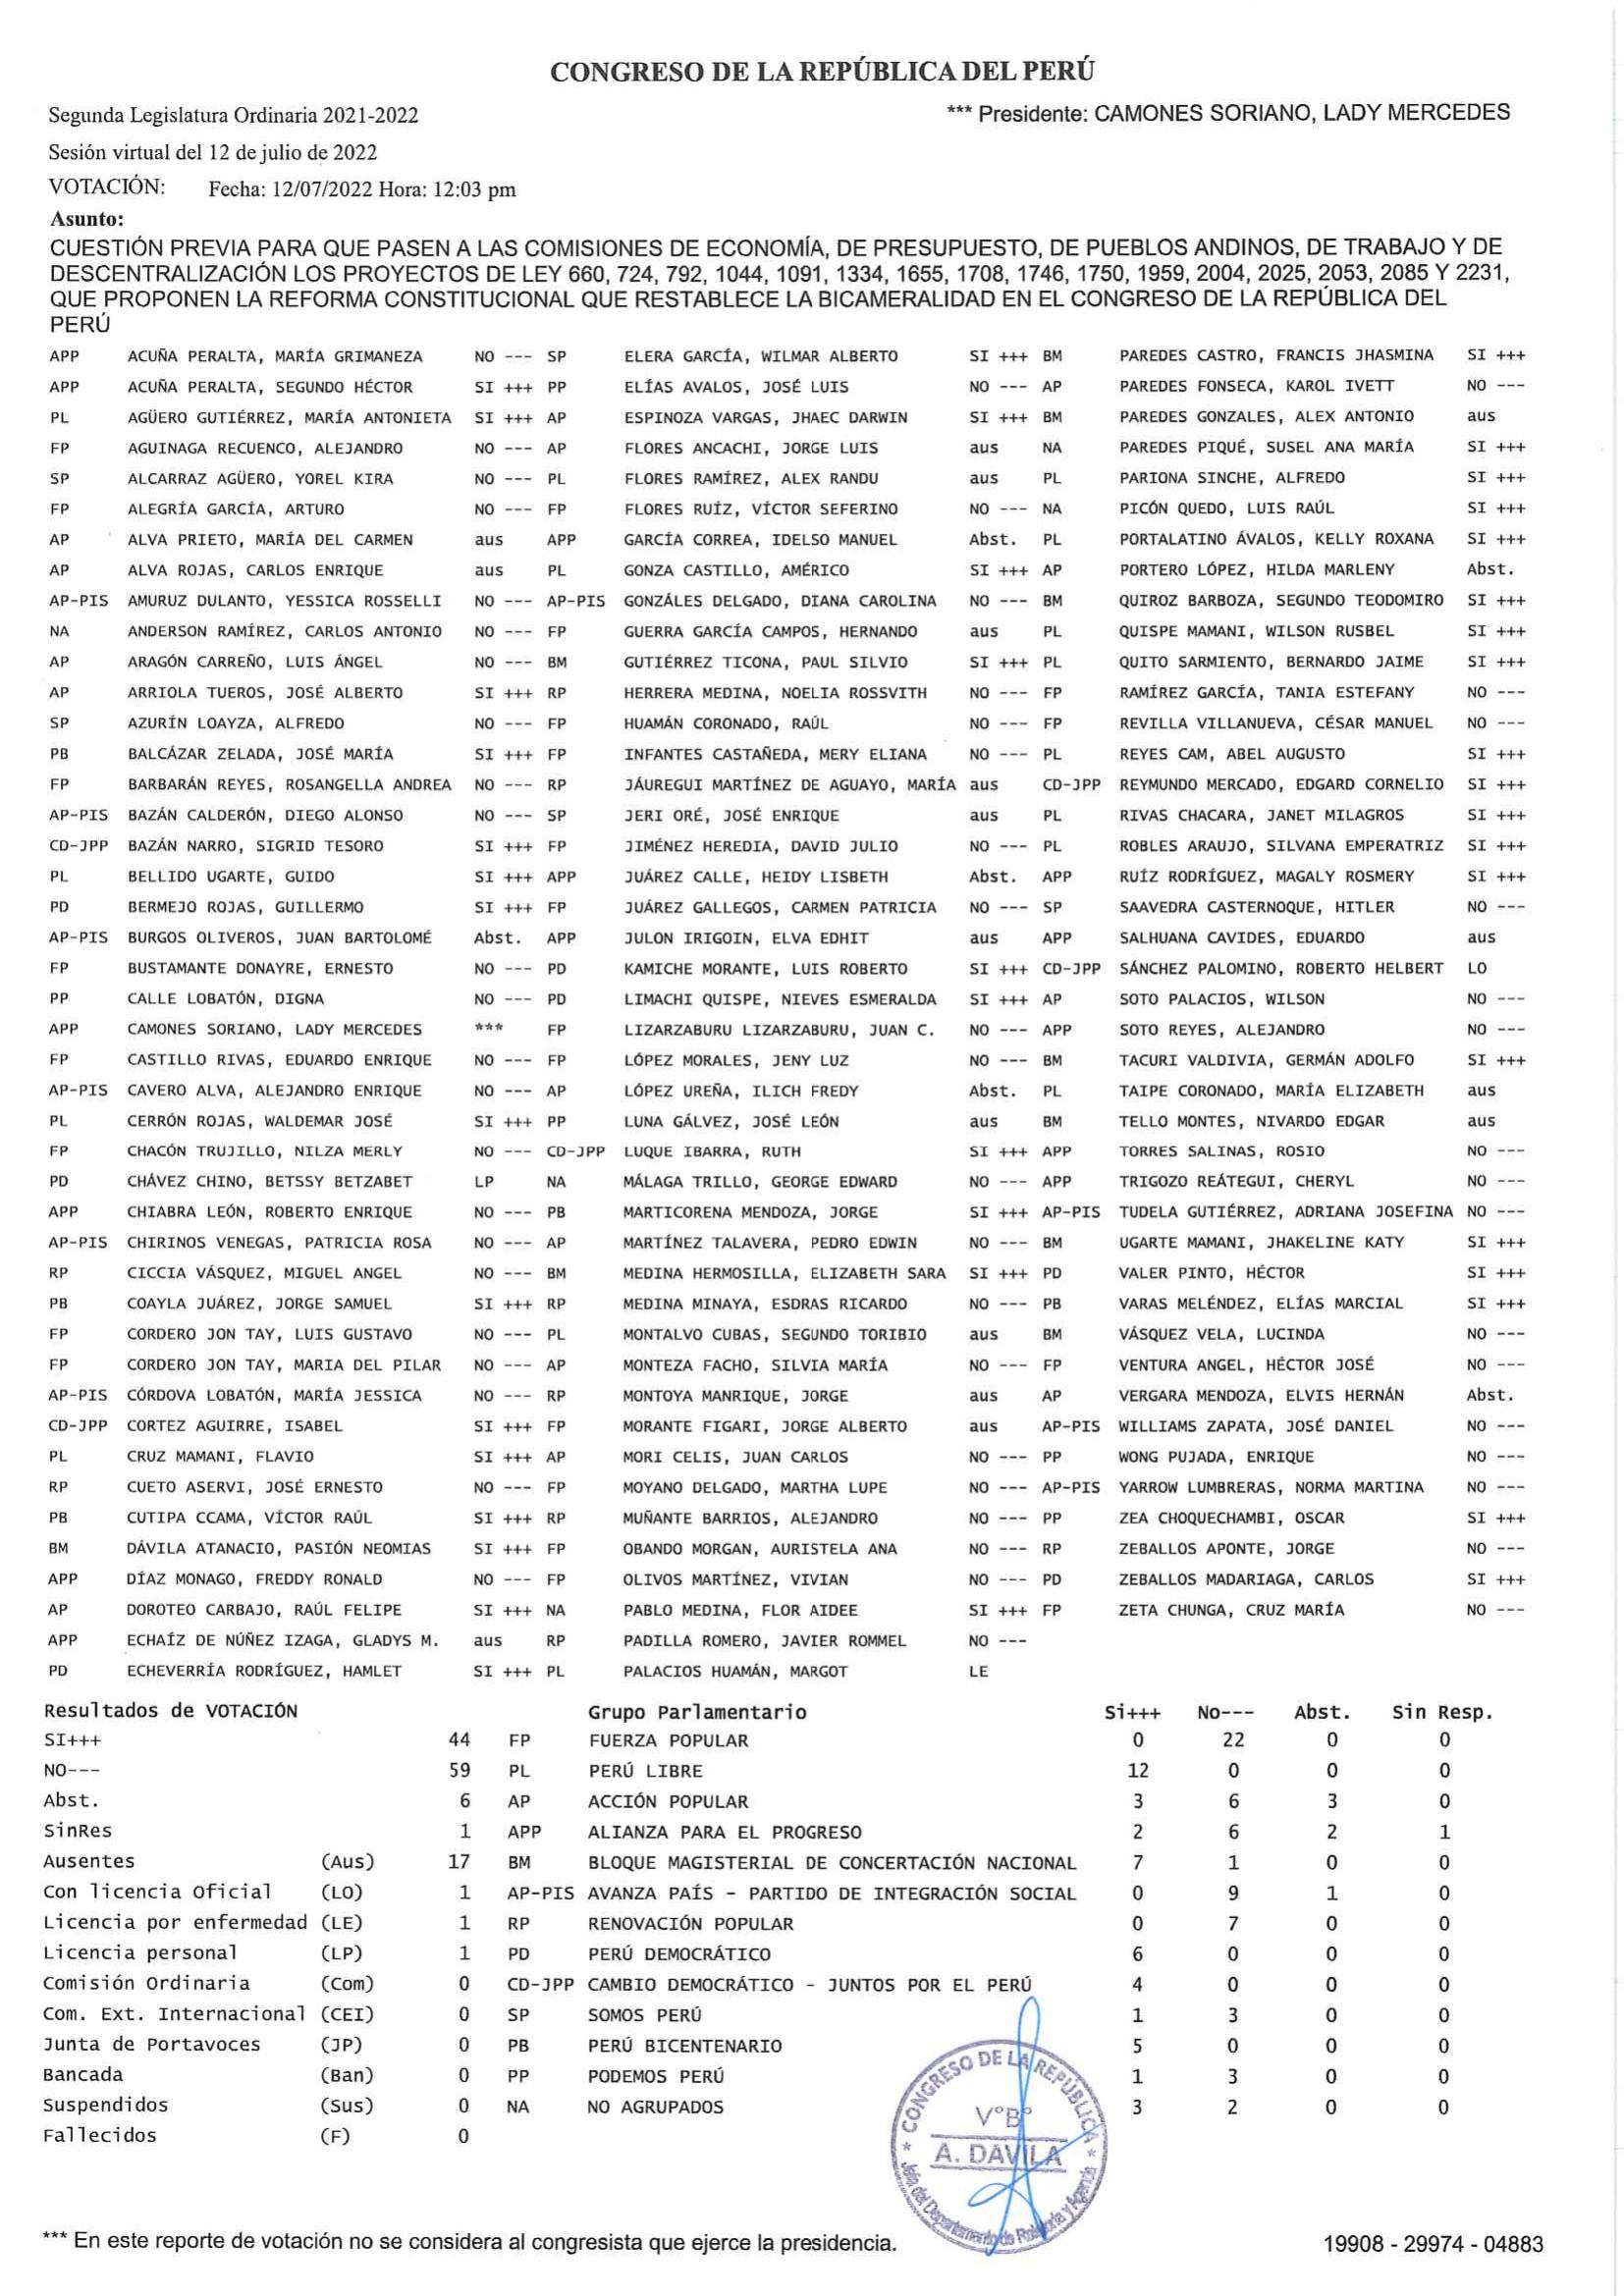 CONGRESO DE LA REPÚBLICA DEL PERÚ
Segunda Legislatura Ordinaria 2021-2022 *** Presidente: CAMONES SORIANO, LADY MERCEDES
Sesión virtual del 12 de julio de 2022
VOTACIÓN: Fecha: 12/07/2022 Hora: 12:03 pm
Asunto:
CUESTIÓN PREVIA PARA QUE PASEN A LAS COMISIONES DE ECONOMÍA, DE PRESUPUESTO, DE PUEBLOS ANDINOS, DE TRABAJO Y DE
DESCENTRALIZACIÓN LOS PROYECTOS DE LEY 660, 724, 792, 1044, 1091, 1334, 1655, 1708, 1746, 1750, 1959, 2004, 2025, 2053, 2085 Y 2231,
QUE PROPONEN LA REFORMA CONSTITUCIONAL QUE RESTABLECE LA BICAMERALIDAD EN EL CONGRESO DE LA REPÚBLICA DEL
PERÚ
APP ACUÑA PERALTA, MARÍA GRIMANEZA NO --- SP ELERA GARCÍA, WILMAR ALBERTO SI +++ BM PAREDES CASTRO, FRANCIS JHASMINA SI +++
APP ACUÑA PERALTA, SEGUNDO HÉCTOR SI +++ PP ELÍAS AVALOS, JOSÉ LUIS NO --- AP PAREDES FONSECA, KAROL IVETT NO ---
PL AGÜERO GUTIÉRREZ, MARÍA ANTONIETA SI +++ AP ESPINOZA VARGAS, JHAEC DARWIN SI +++ BM PAREDES GONZALES, ALEX ANTONIO aus
FP AGUINAGA RECUENCO, ALEJANDRO NO --- AP FLORES ANCACHI, JORGE LUIS aus NA PAREDES PIQUÉ, SUSEL ANA MARÍA SI +++
SP ALCARRAZ AGÜERO, YOREL KIRA NO --- PL FLORES RAMÍREZ, ALEX RANDU aus PL PARIONA SINCHE, ALFREDO SI +++
FP ALEGRÍA GARCÍA, ARTURO NO --- FP FLORES RUÍZ, VÍCTOR SEFERINO NO --- NA PICÓN QUEDO, LUIS RAÚL SI +++
AP ALVA PRIETO, MARÍA DEL CARMEN aus APP GARCÍA CORREA, IDELSO MANUEL Abst. PL PORTALATINO ÁVALOS, KELLY ROXANA SI +++
AP ALVA ROJAS, CARLOS ENRIQUE aus PL GONZA CASTILLO, AMÉRICO SI +++ AP PORTERO LÓPEZ, HILDA MARLENY Abst.
AP-PIS AMURUZ DULANTO, YESSICA ROSSELLI NO --- AP-PIS GONZÁLES DELGADO, DIANA CAROLINA NO --- BM QUIROZ BARBOZA, SEGUNDO TEODOMIRO SI +++
NA ANDERSON RAMÍREZ, CARLOS ANTONIO NO --- FP GUERRA GARCÍA CAMPOS, HERNANDO aus PL QUISPE MAMANI, WILSON RUSBEL SI +++
AP ARAGÓN CARREÑO, LUIS ÁNGEL NO --- BM GUTIÉRREZ TICONA, PAUL SILVIO SI +++ PL QUITO SARMIENTO, BERNARDO JAIME SI +++
AP ARRIOLA TUEROS, JOSÉ ALBERTO SI +++ RP HERRERA MEDINA, NOELIA ROSSVITH NO --- FP RAMÍREZ GARCÍA, TANIA ESTEFANY NO ---
SP AZURÍN LOAYZA, ALFREDO NO --- FP HUAMÁN CORONADO, RAÚL NO --- FP REVILLA VILLANUEVA, CÉSAR MANUEL NO ---
PB BALCÁZAR ZELADA, JOSÉ MARÍA SI +++ FP INFANTES CASTAÑEDA, MERY ELIANA NO --- PL REYES CAM, ABEL AUGUSTO SI +++
FP BARBARÁN REYES, ROSANGELLA ANDREA NO --- RP JÁUREGUI MARTÍNEZ DE AGUAYO, MARÍA aus CD-JPP REYMUNDO MERCADO, EDGARD CORNELIO SI +++
AP-PIS BAZÁN CALDERÓN, DIEGO ALONSO NO --- SP JERI ORÉ, JOSÉ ENRIQUE aus PL RIVAS CHACARA, JANET MILAGROS SI +++
CD-JPP BAZÁN NARRO, SIGRID TESORO SI +++ FP JIMÉNEZ HEREDIA, DAVID JULIO NO --- PL ROBLES ARAUJO, SILVANA EMPERATRIZ SI +++
PL BELLIDO UGARTE, GUIDO SI +++ APP JUÁREZ CALLE, HEIDY LISBETH Abst. APP RUÍZ RODRÍGUEZ, MAGALY ROSMERY SI +++
PD BERMEJO ROJAS, GUILLERMO SI +++ FP JUÁREZ GALLEGOS, CARMEN PATRICIA NO --- SP SAAVEDRA CASTERNOQUE, HITLER NO ---
AP-PIS BURGOS OLIVEROS, JUAN BARTOLOMÉ Abst. APP JULON IRIGOIN, ELVA EDHIT aus APP SALHUANA CAVIDES, EDUARDO aus
FP BUSTAMANTE DONAYRE, ERNESTO NO --- PD KAMICHE MORANTE, LUIS ROBERTO SI +++ CD-JPP SÁNCHEZ PALOMINO, ROBERTO HELBERT LO
PP CALLE LOBATÓN, DIGNA NO --- PD LIMACHI QUISPE, NIEVES ESMERALDA SI +++ AP SOTO PALACIOS, WILSON NO ---
APP CAMONES SORIANO, LADY MERCEDES *** FP LIZARZABURU LIZARZABURU, JUAN C. NO --- APP SOTO REYES, ALEJANDRO NO ---
FP CASTILLO RIVAS, EDUARDO ENRIQUE NO --- FP LÓPEZ MORALES, JENY LUZ NO --- BM TACURI VALDIVIA, GERMÁN ADOLFO SI +++
AP-PIS CAVERO ALVA, ALEJANDRO ENRIQUE NO --- AP LÓPEZ UREÑA, ILICH FREDY Abst. PL TAIPE CORONADO, MARÍA ELIZABETH aus
PL CERRÓN ROJAS, WALDEMAR JOSÉ SI +++ PP LUNA GÁLVEZ, JOSÉ LEÓN aus BM TELLO MONTES, NIVARDO EDGAR aus
FP CHACÓN TRUJILLO, NILZA MERLY NO --- CD-JPP LUQUE IBARRA, RUTH SI +++ APP TORRES SALINAS, ROSIO NO ---
PD CHÁVEZ CHINO, BETSSY BETZABET LP NA MÁLAGA TRILLO, GEORGE EDWARD NO --- APP TRIGOZO REÁTEGUI, CHERYL NO ---
APP CHIABRA LEÓN, ROBERTO ENRIQUE NO --- PB MARTICORENA MENDOZA, JORGE SI +++ AP-PIS TUDELA GUTIÉRREZ, ADRIANA JOSEFINA NO ---
AP-PIS CHIRINOS VENEGAS, PATRICIA ROSA NO --- AP MARTÍNEZ TALAVERA, PEDRO EDWIN NO --- BM UGARTE MAMANI, JHAKELINE KATY SI +++
RP CICCIA VÁSQUEZ, MIGUEL ANGEL NO --- BM MEDINA HERMOSILLA, ELIZABETH SARA SI +++ PD VALER PINTO, HÉCTOR SI +++
PB COAYLA JUÁREZ, JORGE SAMUEL SI +++ RP MEDINA MINAYA, ESDRAS RICARDO NO --- PB VARAS MELÉNDEZ, ELÍAS MARCIAL SI +++
FP CORDERO JON TAY, LUIS GUSTAVO NO --- PL MONTALVO CUBAS, SEGUNDO TORIBIO aus BM VÁSQUEZ VELA, LUCINDA NO ---
FP CORDERO JON TAY, MARIA DEL PILAR NO --- AP MONTEZA FACHO, SILVIA MARÍA NO --- FP VENTURA ANGEL, HÉCTOR JOSÉ NO ---
AP-PIS CÓRDOVA LOBATÓN, MARÍA JESSICA NO --- RP MONTOYA MANRIQUE, JORGE aus AP VERGARA MENDOZA, ELVIS HERNÁN Abst.
CD-JPP CORTEZ AGUIRRE, ISABEL SI +++ FP MORANTE FIGARI, JORGE ALBERTO aus AP-PIS WILLIAMS ZAPATA, JOSÉ DANIEL NO ---
PL CRUZ MAMANI, FLAVIO SI +++ AP MORI CELIS, JUAN CARLOS NO --- PP WONG PUJADA, ENRIQUE NO ---
RP CUETO ASERVI, JOSÉ ERNESTO NO --- FP MOYANO DELGADO, MARTHA LUPE NO --- AP-PIS YARROW LUMBRERAS, NORMA MARTINA NO ---
PB CUTIPA CCAMA, VÍCTOR RAÚL SI +++ RP MUÑANTE BARRIOS, ALEJANDRO NO --- PP ZEA CHOQUECHAMBI, OSCAR SI +++
BM DÁVILA ATANACIO, PASIÓN NEOMIAS SI +++ FP OBANDO MORGAN, AURISTELA ANA NO --- RP ZEBALLOS APONTE, JORGE NO ---
APP DÍAZ MONAGO, FREDDY RONALD NO --- FP OLIVOS MARTÍNEZ, VIVIAN NO --- PD ZEBALLOS MADARIAGA, CARLOS SI +++
AP DOROTEO CARBAJO, RAÚL FELIPE SI +++ NA PABLO MEDINA, FLOR AIDEE SI +++ FP ZETA CHUNGA, CRUZ MARÍA NO ---
APP ECHAÍZ DE NÚÑEZ IZAGA, GLADYS M. aus RP PADILLA ROMERO, JAVIER ROMMEL NO ---
PD ECHEVERRÍA RODRÍGUEZ, HAMLET SI +++ PL PALACIOS HUAMÁN, MARGOT LE
Resultados de VOTACIÓN Grupo Parlamentario Si+++ No--- Abst. Sin Resp.
SI+++ 44 FP FUERZA POPULAR 0 22 0 0
NO--- 59 PL PERÚ LIBRE 12 0 0 0
Abst. 6 AP ACCIÓN POPULAR 3 6 3 0
SinRes 1 APP ALIANZA PARA EL PROGRESO 2 6 2 1
Ausentes (Aus) 17 BM BLOQUE MAGISTERIAL DE CONCERTACIÓN NACIONAL 7 1 0 0
Con licencia Oficial (LO) 1 AP-PIS AVANZA PAÍS - PARTIDO DE INTEGRACIÓN SOCIAL 0 9 1 0
Licencia por enfermedad (LE) 1 RP RENOVACIÓN POPULAR 0 7 0 0
Licencia personal (LP) 1 PD PERÚ DEMOCRÁTICO 6 0 0 0
Comisión Ordinaria (Com) 0 CD-JPP CAMBIO DEMOCRÁTICO - JUNTOS POR EL PERÚ 4 0 0 0
Com. Ext. Internacional (CEI) 0 SP SOMOS PERÚ 1 3 0 0
Junta de Portavoces (JP) 0 PB PERÚ BICENTENARIO 5 0 0 0
Bancada (Ban) 0 PP PODEMOS PERÚ 1 3 0 0
Suspendidos (Sus) 0 NA NO AGRUPADOS 3 2 0 0
Fallecidos (F) 0
* CONGRESO DE LA REPÚBLICA *
V°B°
A. DAVILA
Jefa del Departamento de Relatoría y Agenda
*** En este reporte de votación no se considera al congresista que ejerce la presidencia. 19908 - 29974 - 04883